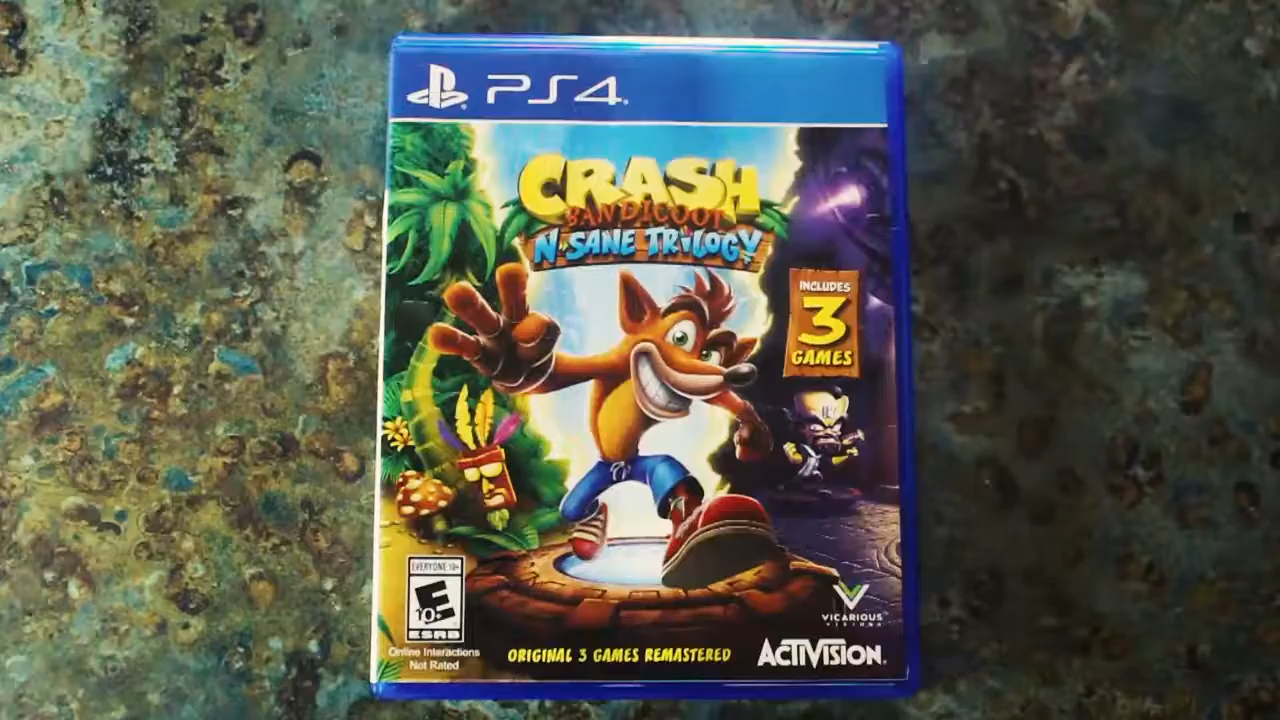 PS4
CRASH
BANDICOOT
N. SANE TRILOGY
INCLUDES
3
GAMES
EVERYONE 10+
E
10+
ESRB
Online Interactions
Not Rated
ORIGINAL 3 GAMES REMASTERED
VICARIOUS
VISIONS
ACTIVISION.